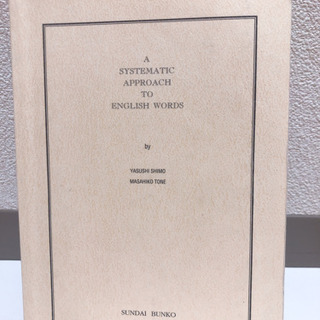 A
SYSTEMATIC
APPROACH
TO
ENGLISH WORDS
by
YASUSHI SHIMO
MASAHIKO TONE
SUNDAI BUNKO